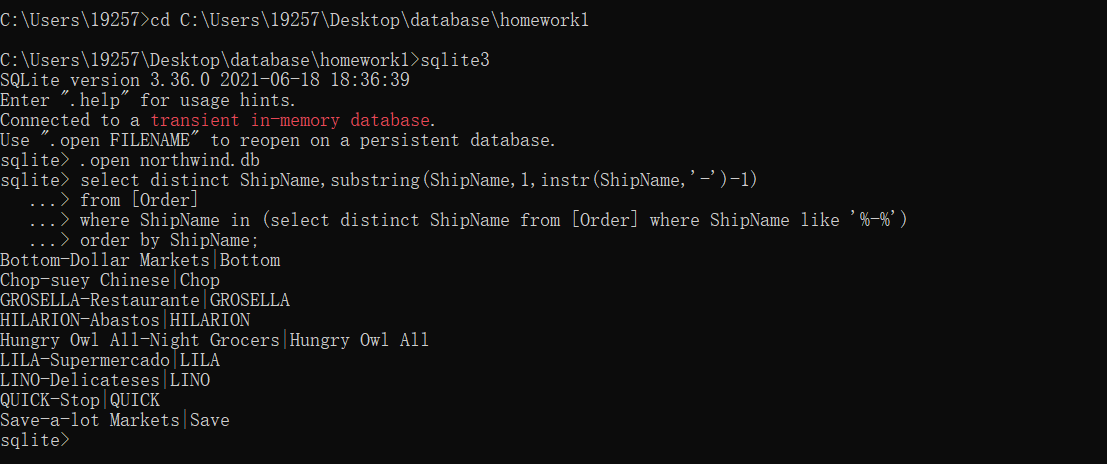 C:\Users\19257>cd C:\Users\19257\Desktop\database\homework1
C:\Users\19257\Desktop\database\homework1>sqlite3
SQLite version 3.36.0 2021-06-18 18:36:39
Enter ".help" for usage hints.
Connected to a transient in-memory database.
Use ".open FILENAME" to reopen on a persistent database.
sqlite> .open northwind.db
sqlite> select distinct ShipName,substring(ShipName,1,instr(ShipName,'-')-1)
   ...> from [Order]
   ...> where ShipName in (select distinct ShipName from [Order] where ShipName like '%-%')
   ...> order by ShipName;
Bottom-Dollar Markets|Bottom
Chop-suey Chinese|Chop
GROSELLA-Restaurante|GROSELLA
HILARION-Abastos|HILARION
Hungry Owl All-Night Grocers|Hungry Owl All
LILA-Supermercado|LILA
LINO-Delicateses|LINO
QUICK-Stop|QUICK
Save-a-lot Markets|Save
sqlite>